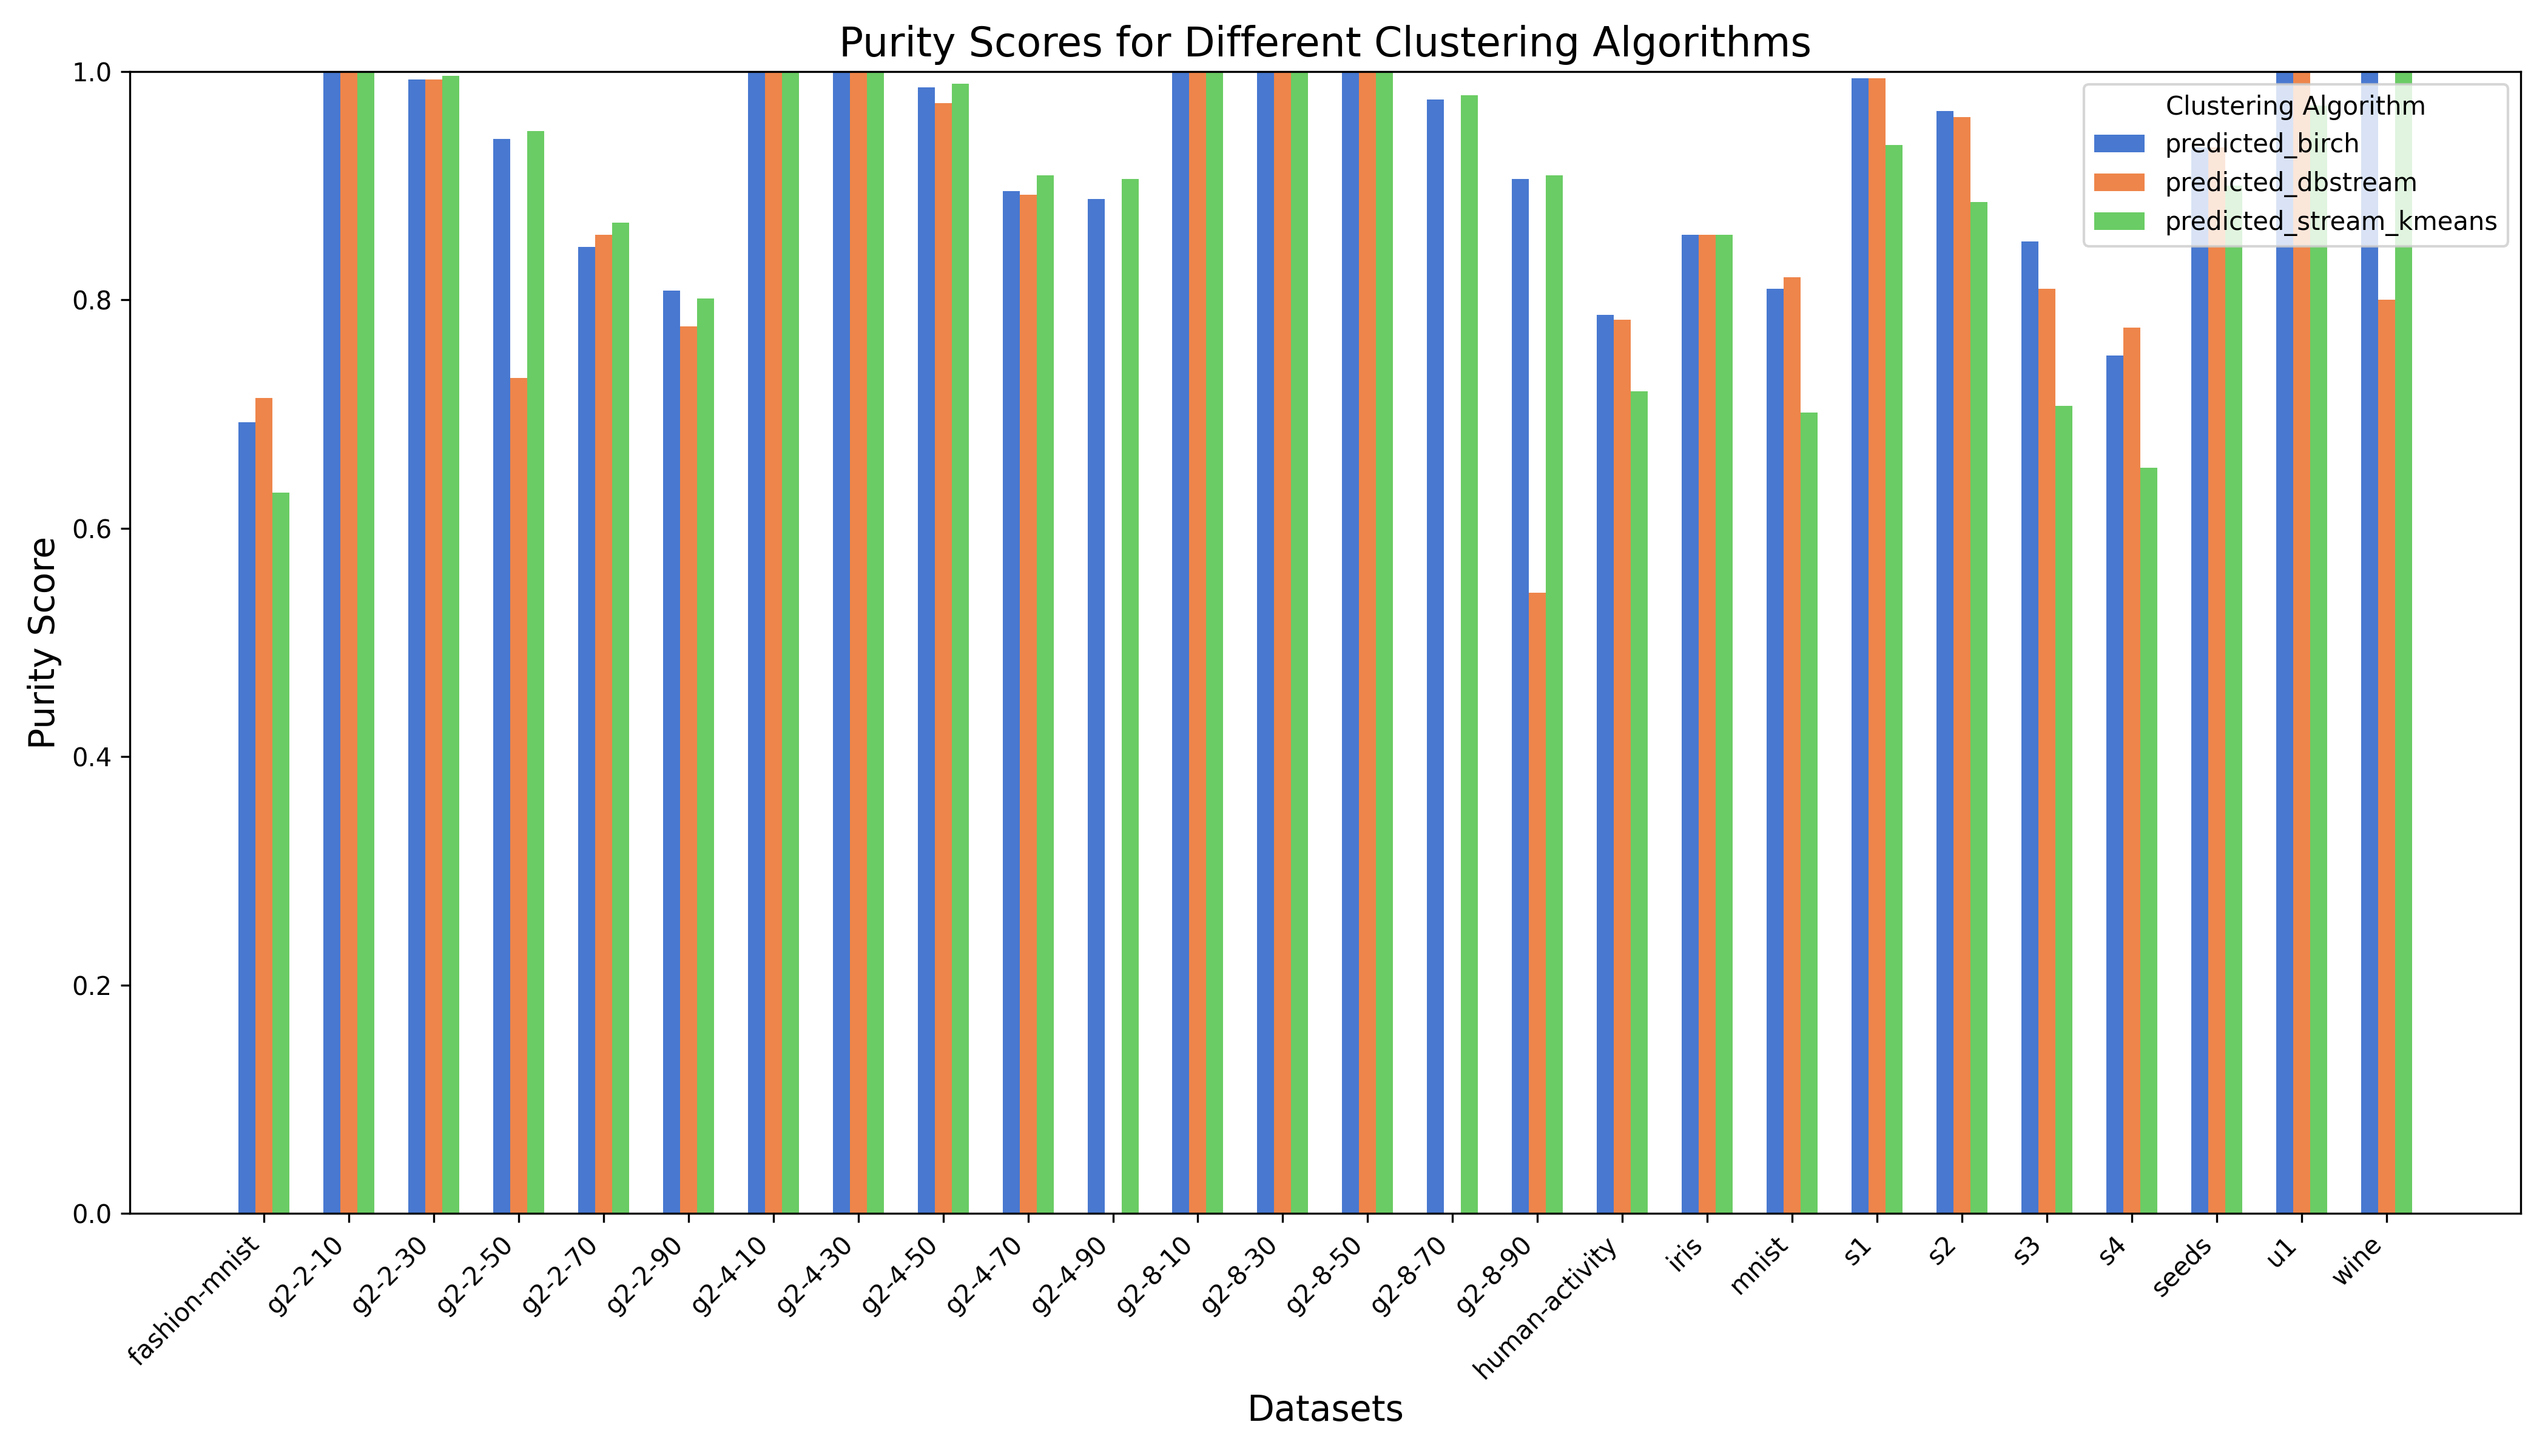 Purity Scores for Different Clustering Algorithms
1.0
0.8
0.6
0.4
0.2
0.0
Purity Score
Clustering Algorithm
predicted_birch
predicted_dbstream
predicted_stream_kmeans
fashion-mnist
g2-2-10
g2-2-30
g2-2-50
g2-2-70
g2-2-90
g2-4-10
g2-4-30
g2-4-50
g2-4-70
g2-4-90
g2-8-10
g2-8-30
g2-8-50
g2-8-70
g2-8-90
human-activity
iris
mnist
s1
s2
s3
s4
seeds
u1
wine
Datasets